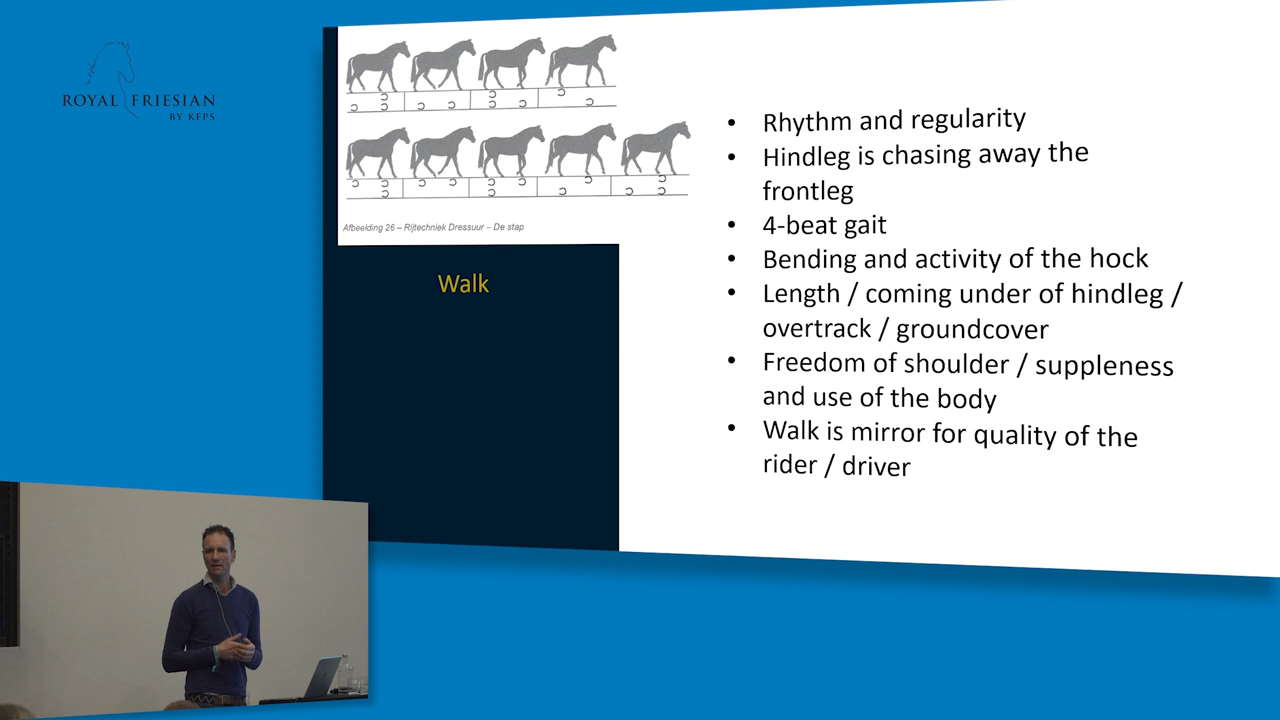 ROYAL FRIESIAN
BY KFPS
Afbeelding 26 – Rijtechniek Dressuur – De stap
Walk
• Rhythm and regularity
• Hindleg is chasing away the
frontleg
• 4-beat gait
• Bending and activity of the hock
• Length / coming under of hindleg /
overtrack / groundcover
• Freedom of shoulder / suppleness
and use of the body
• Walk is mirror for quality of the
rider / driver